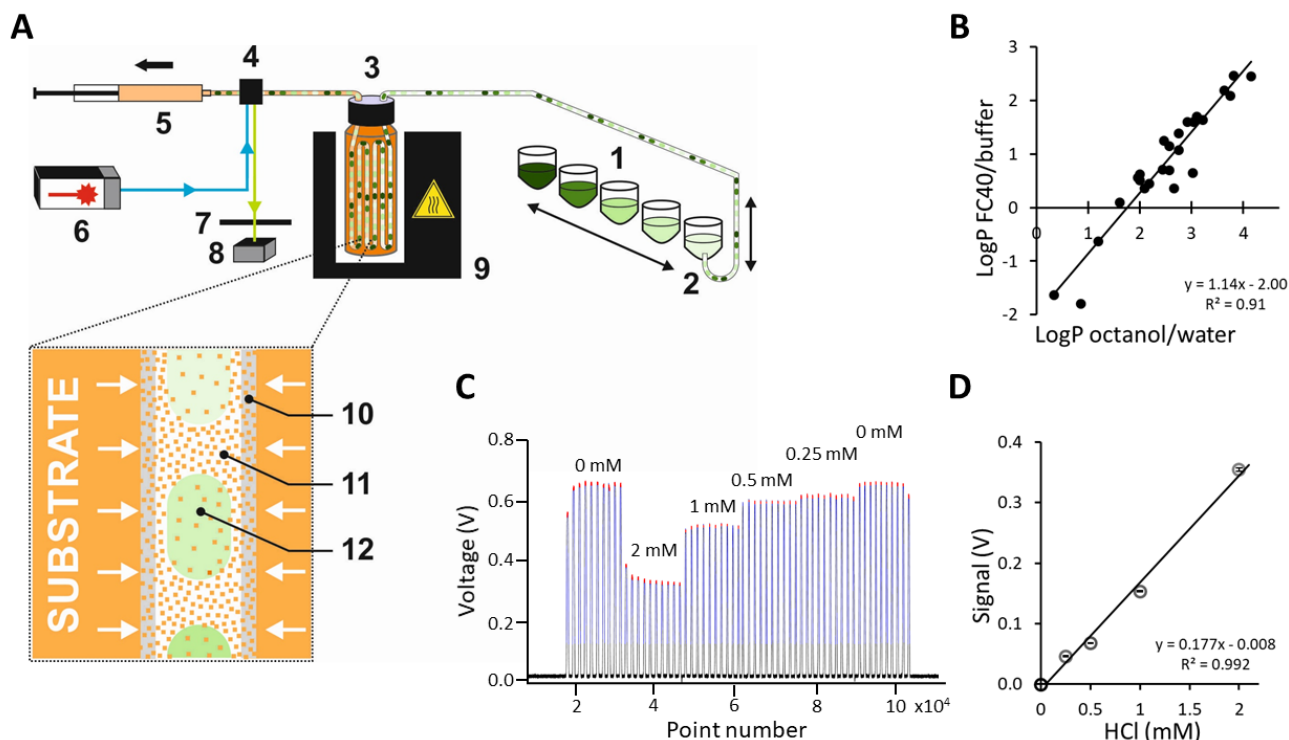 A
4
3
5
1
6
7
8
9
2
SUBSTRATE
10
11
12
B
LogP FC40/buffer
3
2
1
0
-1
-2
0 1 2 3 4
y = 1.14x - 2.00
R² = 0.91
LogP octanol/water
C
Voltage (V)
0.8
0.6
0.4
0.2
0.0
0 mM
2 mM
1 mM
0.5 mM
0.25 mM
0 mM
2 4 6 8 10 x10⁴
Point number
D
Signal (V)
0.4
0.3
0.2
0.1
0.0
y = 0.177x - 0.008
R² = 0.992
0 0.5 1 1.5 2
HCl (mM)